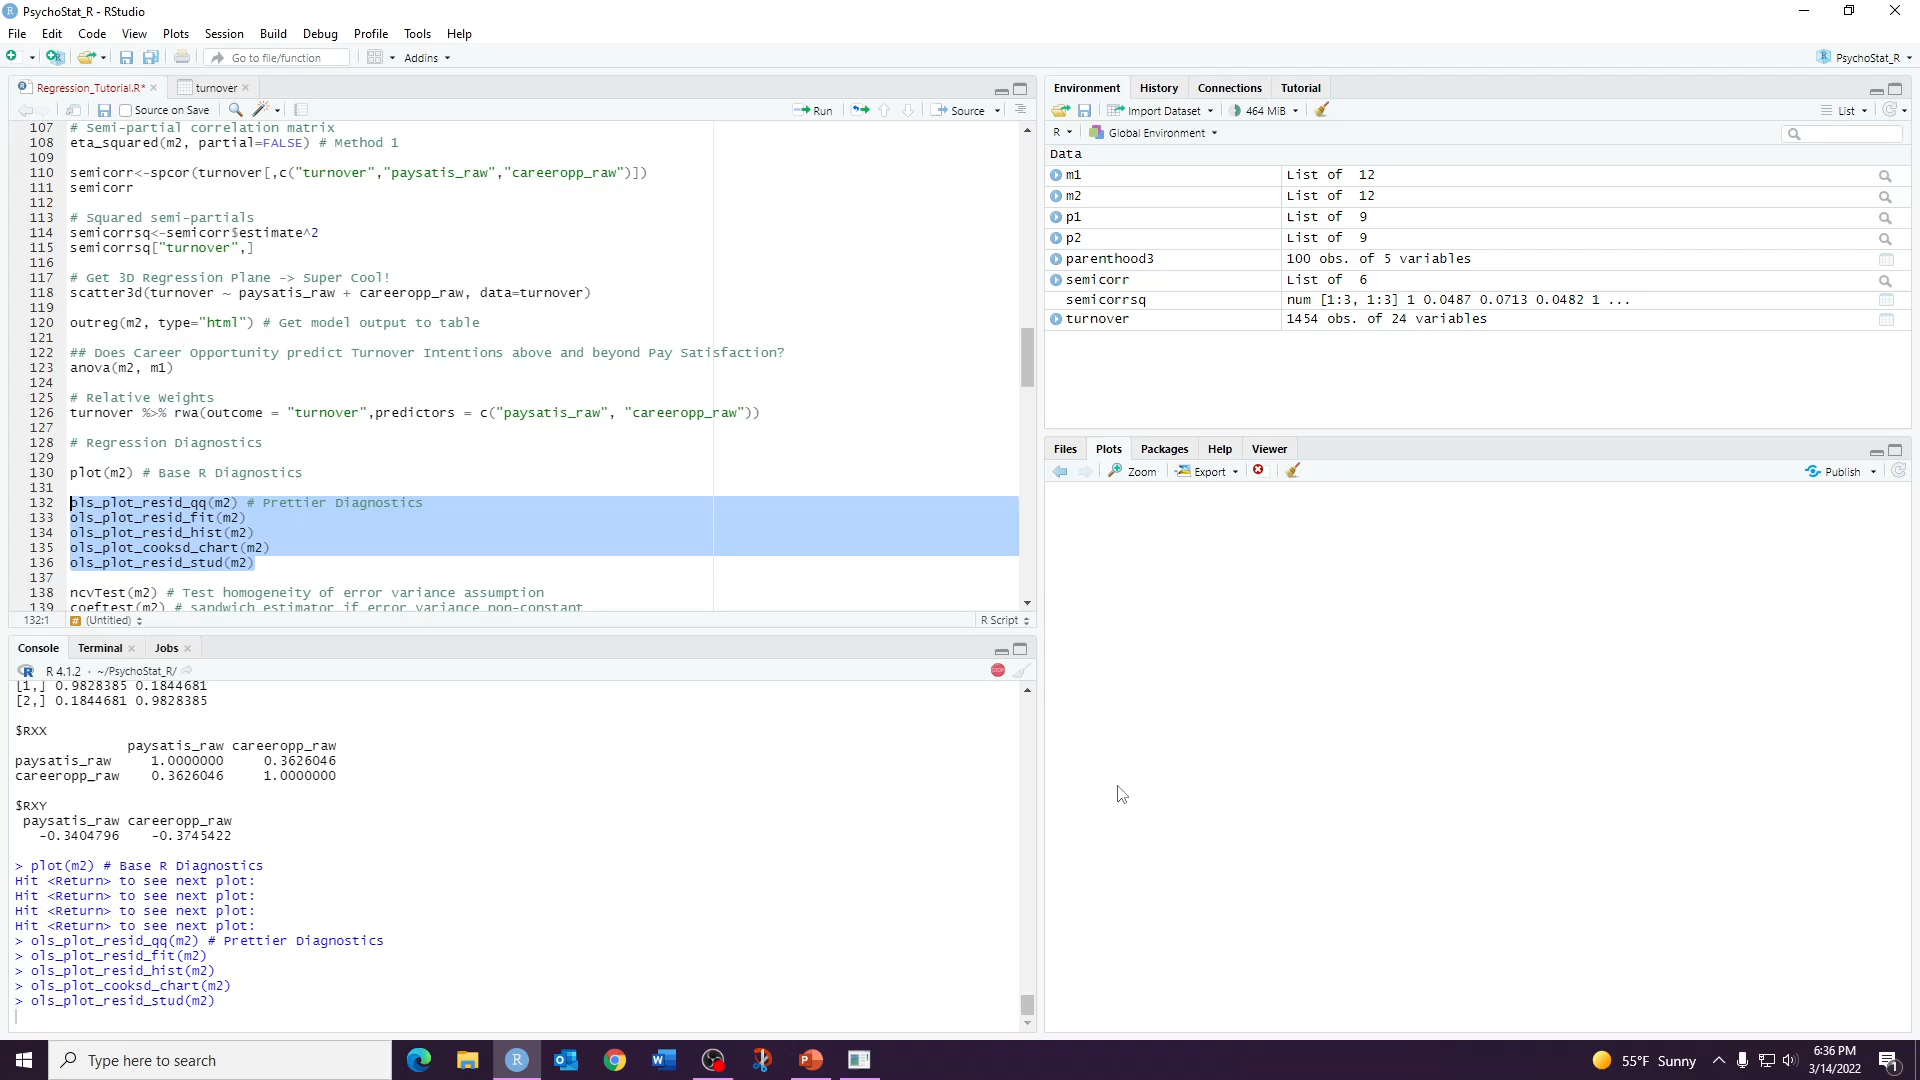 PsychoStat_R - RStudio
File Edit Code View Plots Session Build Debug Profile Tools Help
Go to file/function Addins PsychoStat_R
Regression_Tutorial.R* turnover
Source on Save Run Source
107 # Semi-partial correlation matrix
108 eta_squared(m2, partial=FALSE) # Method 1
109
110 semicorr<-spcor(turnover[,c("turnover","paysatis_raw","careeropp_raw")])
111 semicorr
112
113 # Squared semi-partials
114 semicorrsq<-semicorr$estimate^2
115 semicorrsq["turnover",]
116
117 # Get 3D Regression Plane -> Super Cool!
118 scatter3d(turnover ~ paysatis_raw + careeropp_raw, data=turnover)
119
120 outreg(m2, type="html") # Get model output to table
121
122 ## Does Career Opportunity predict Turnover Intentions above and beyond Pay Satisfaction?
123 anova(m2, m1)
124
125 # Relative Weights
126 turnover %>% rwa(outcome = "turnover",predictors = c("paysatis_raw", "careeropp_raw"))
127
128 # Regression Diagnostics
129
130 plot(m2) # Base R Diagnostics
131
132 ols_plot_resid_qq(m2) # Prettier Diagnostics
133 ols_plot_resid_fit(m2)
134 ols_plot_resid_hist(m2)
135 ols_plot_cooksd_chart(m2)
136 ols_plot_resid_stud(m2)
137
138 ncvTest(m2) # Test homogeneity of error variance assumption
139 coeftest(m2) # sandwich estimator if error variance non-constant
132:1 # (Untitled) R Script
Console Terminal Jobs
R 4.1.2 · ~/PsychoStat_R/
[1,] 0.9828385 0.1844681
[2,] 0.1844681 0.9828385
$RXX
paysatis_raw careeropp_raw
paysatis_raw 1.0000000 0.3626046
careeropp_raw 0.3626046 1.0000000
$RXY
paysatis_raw careeropp_raw
-0.3404796 -0.3745422
> plot(m2) # Base R Diagnostics
Hit <Return> to see next plot:
Hit <Return> to see next plot:
Hit <Return> to see next plot:
Hit <Return> to see next plot:
> ols_plot_resid_qq(m2) # Prettier Diagnostics
> ols_plot_resid_fit(m2)
> ols_plot_resid_hist(m2)
> ols_plot_cooksd_chart(m2)
> ols_plot_resid_stud(m2)
Environment History Connections Tutorial
Import Dataset 464 MiB List
R Global Environment
Data
m1 List of 12
m2 List of 12
p1 List of 9
p2 List of 9
parenthood3 100 obs. of 5 variables
semicorr List of 6
semicorrsq num [1:3, 1:3] 1 0.0487 0.0713 0.0482 1 ...
turnover 1454 obs. of 24 variables
Files Plots Packages Help Viewer
Zoom Export Publish
Type here to search
55°F Sunny
6:36 PM
3/14/2022
1